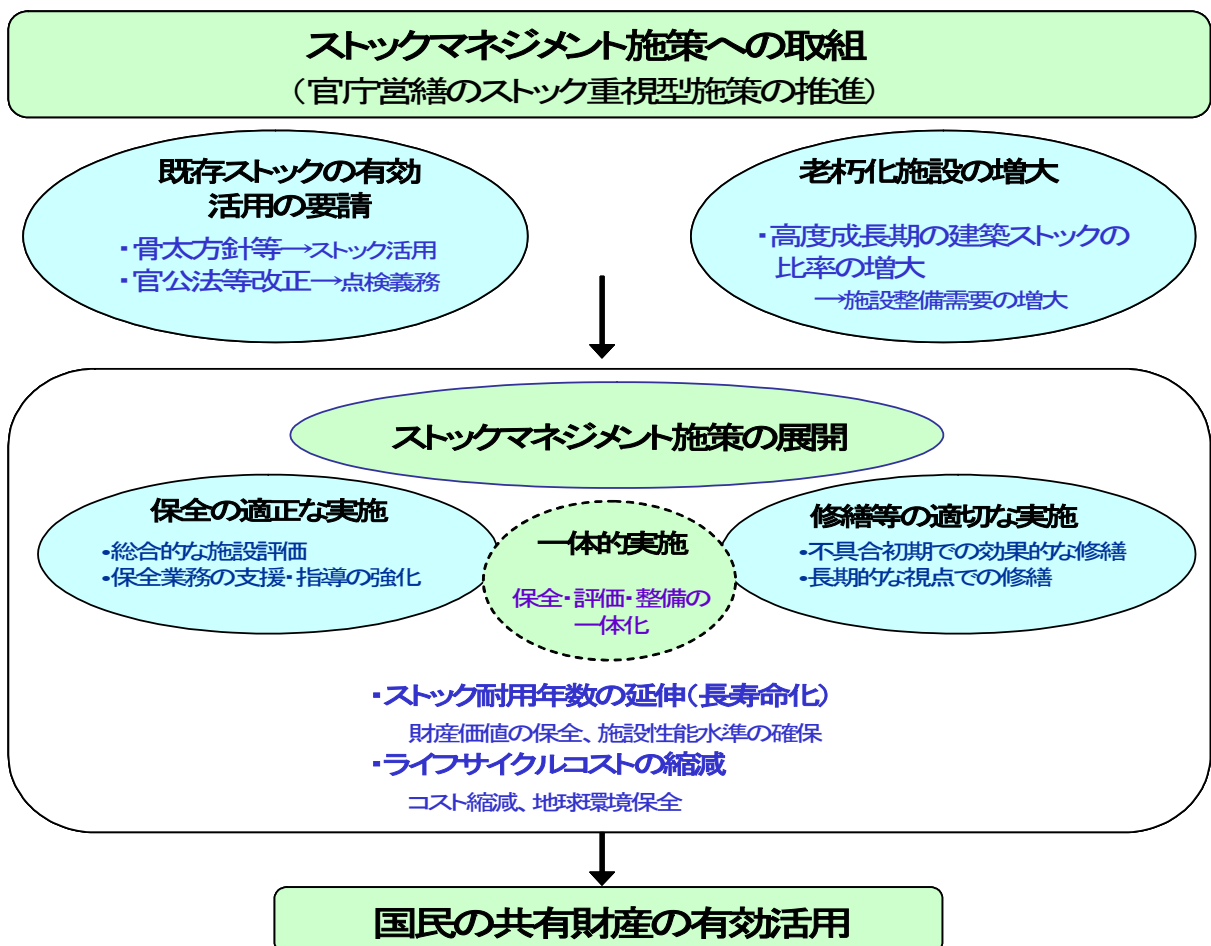 ストックマネジメント施策への取組
（官庁営繕のストック重視型施策の推進）
既存ストックの有効
活用の要請
・骨太方針等→ストック活用
・官公法等改正→点検義務
老朽化施設の増大
・高度成長期の建築ストックの
比率の増大
→施設整備需要の増大
ストックマネジメント施策の展開
保全の適正な実施
•総合的な施設評価
•保全業務の支援・指導の強化
一体的実施
保全・評価・整備の
一体化
修繕等の適切な実施
•不具合初期での効果的な修繕
•長期的な視点での修繕
・ストック耐用年数の延伸（長寿命化）
財産価値の保全、施設性能水準の確保
・ライフサイクルコストの縮減
コスト縮減、地球環境保全
国民の共有財産の有効活用